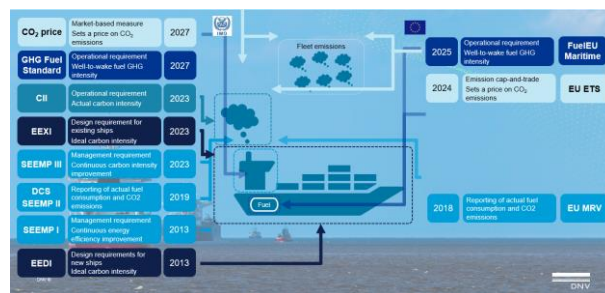 CO₂ price
Market-based measure
Sets a price on CO₂
emissions
2027
GHG Fuel
Standard
Operational requirement
Well-to-wake fuel GHG
intensity
2027
CII
Operational requirement
Actual carbon intensity
2023
EEXI
Design requirement for
existing ships
Ideal carbon intensity
2023
SEEMP III
Management requirement
Continuous carbon intensity
improvement
2023
DCS
SEEMP II
Reporting of actual fuel
consumption and CO2
emissions
2019
SEEMP I
Management requirement
Continuous energy
efficiency improvement
2013
EEDI
Design requirements for
new ships
Ideal carbon intensity
2013
IMO
Fleet emissions
Fuel
2025
Operational requirement
Well-to-wake fuel GHG
intensity
FuelEU
Maritime
2024
Emission cap-and-trade
Sets a price on CO₂
emissions
EU ETS
2018
Reporting of actual fuel
consumption and CO2
emissions
EU MRV
DNV